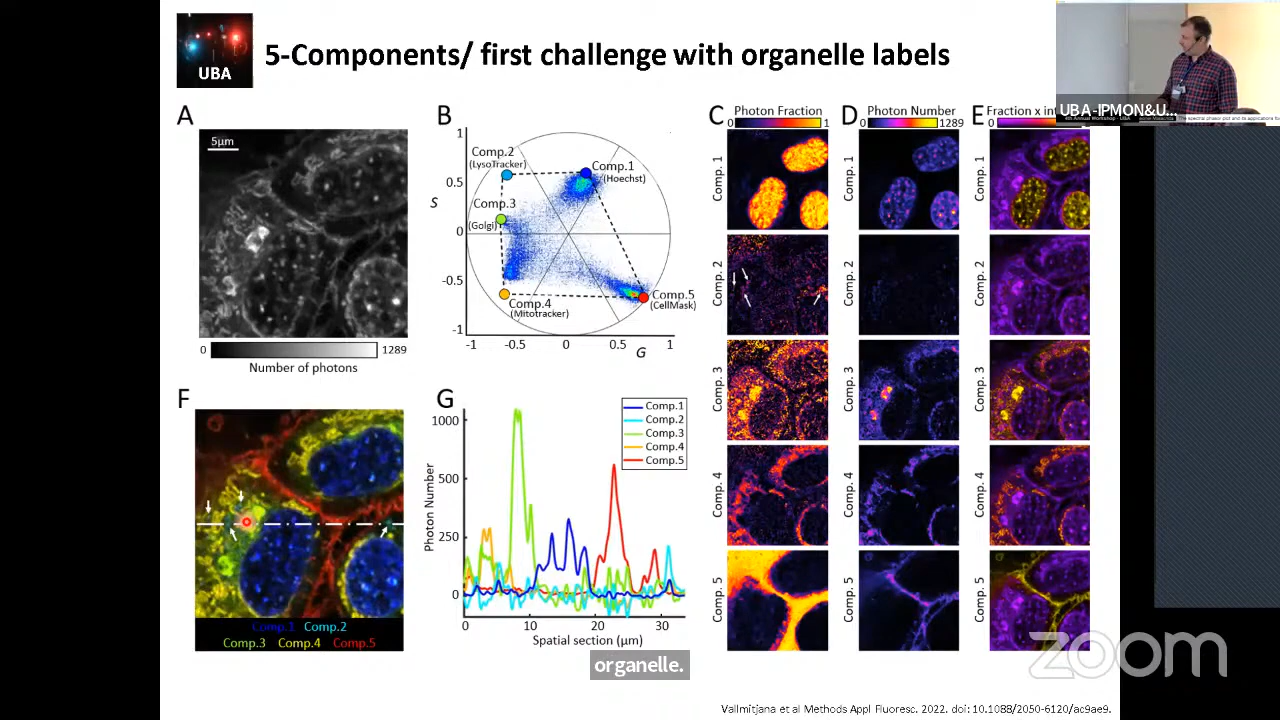 UBA
5-Components/ first challenge with organelle labels
UBA-IPMON&U...
A
5µm
0
1289
Number of photons
B
1
0.5
0
-0.5
-1
S
Comp.2
(LysoTracker)
Comp.1
(Hoechst)
Comp.3
(Golgi)
Comp.4
(Mitotracker)
Comp.5
(CellMask)
-1
-0.5
0
0.5
1
G
C
Photon Fraction
0
1
D
Photon Number
0
1289
E
Fraction x int
0
Comp. 1
Comp. 2
Comp. 3
Comp. 4
Comp. 5
Comp. 1
Comp. 2
Comp. 3
Comp. 4
Comp. 5
Comp. 1
Comp. 2
Comp. 3
Comp. 4
Comp. 5
F
Comp.1 Comp.2
Comp.3 Comp.4 Comp.5
G
1000
500
250
0
Photon Number
Comp.1
Comp.2
Comp.3
Comp.4
Comp.5
0
10
20
30
Spatial section (µm)
organelle.
zoom
Vallmitjana et al Methods Appl Fluoresc. 2022. doi: 10.1088/2050-6120/ac9ae9.